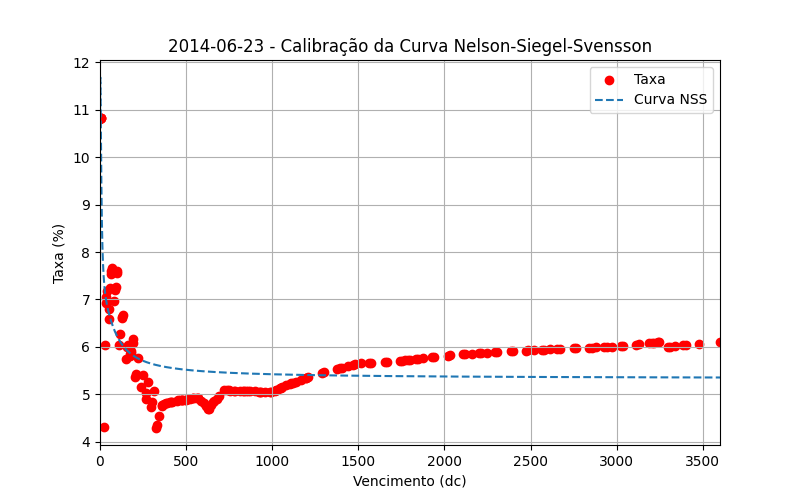 2014-06-23 - Calibração da Curva Nelson-Siegel-Svensson
Taxa
Curva NSS
12
11
10
9
8
7
6
5
4
Taxa (%)
0 500 1000 1500 2000 2500 3000 3500
Vencimento (dc)